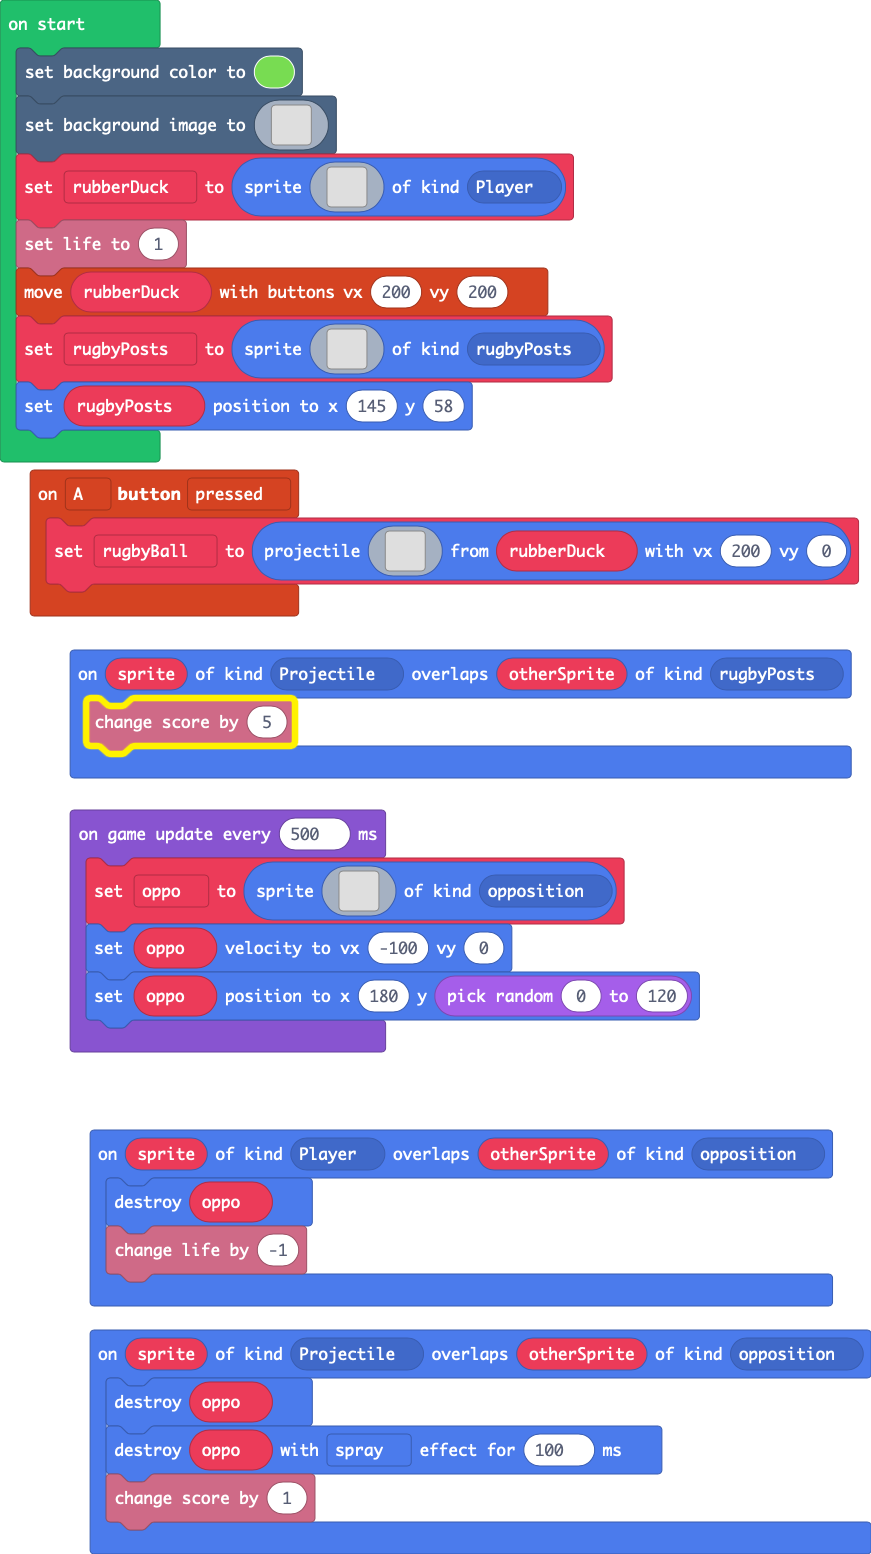 on start
set background color to
set background image to
set rubberDuck to sprite of kind Player
set life to 1
move rubberDuck with buttons vx 200 vy 200
set rugbyPosts to sprite of kind rugbyPosts
set rugbyPosts position to x 145 y 58
on A button pressed
set rugbyBall to projectile from rubberDuck with vx 200 vy 0
on sprite of kind Projectile overlaps otherSprite of kind rugbyPosts
change score by 5
on game update every 500 ms
set oppo to sprite of kind opposition
set oppo velocity to vx -100 vy 0
set oppo position to x 180 y pick random 0 to 120
on sprite of kind Player overlaps otherSprite of kind opposition
destroy oppo
change life by -1
on sprite of kind Projectile overlaps otherSprite of kind opposition
destroy oppo
destroy oppo with spray effect for 100 ms
change score by 1